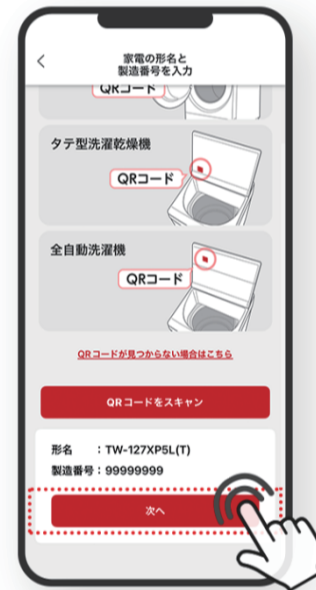 家電の形名と
製造番号を入力
QRコード
タテ型洗濯乾燥機
QRコード
全自動洗濯機
QRコード
QRコードが見つからない場合はこちら
QRコードをスキャン
形名　：TW-127XP5L(T)
製造番号：99999999
次へ